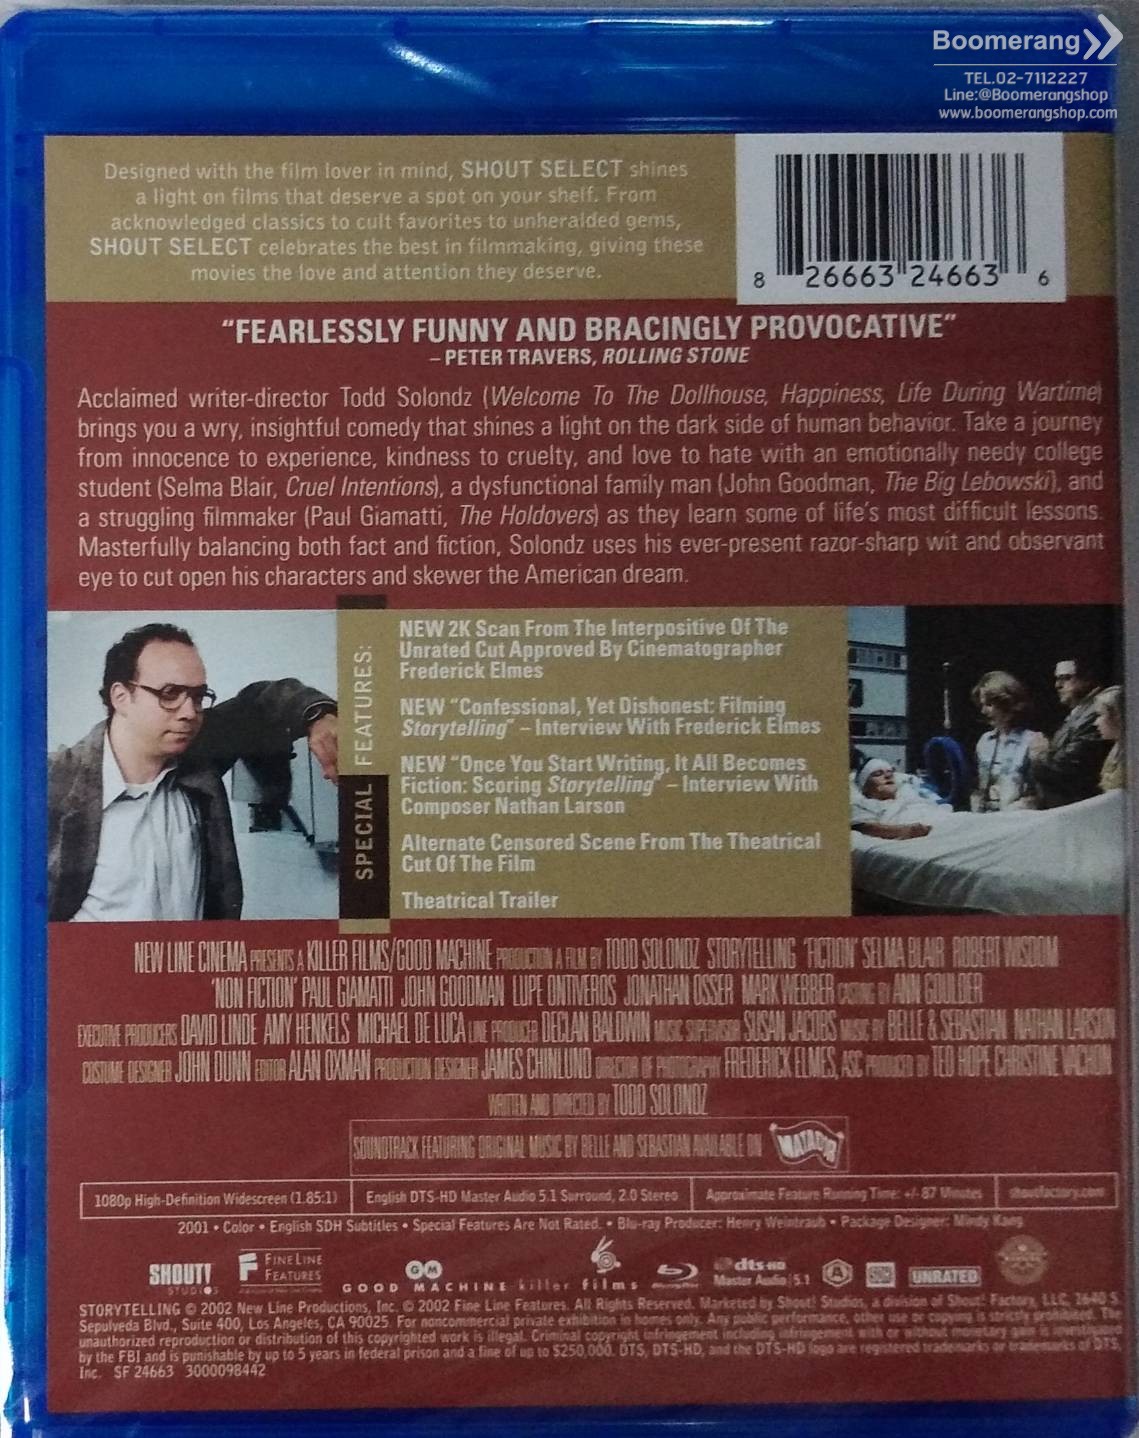 Boomerang
TEL.02-7112227
Line:@Boomerangshop
www.boomerangshop.com
Designed with the film lover in mind, SHOUT SELECT shines
a light on films that deserve a spot on your shelf. From
acknowledged classics to cult favorites to unheralded gems,
SHOUT SELECT celebrates the best in filmmaking, giving these
movies the love and attention they deserve.
8 26663 24663 6
"FEARLESSLY FUNNY AND BRACINGLY PROVOCATIVE"
– PETER TRAVERS, ROLLING STONE
Acclaimed writer-director Todd Solondz (Welcome To The Dollhouse, Happiness, Life During Wartime)
brings you a wry, insightful comedy that shines a light on the dark side of human behavior. Take a journey
from innocence to experience, kindness to cruelty, and love to hate with an emotionally needy college
student (Selma Blair, Cruel Intentions), a dysfunctional family man (John Goodman, The Big Lebowski), and
a struggling filmmaker (Paul Giamatti, The Holdovers) as they learn some of life's most difficult lessons.
Masterfully balancing both fact and fiction, Solondz uses his ever-present razor-sharp wit and observant
eye to cut open his characters and skewer the American dream.
SPECIAL FEATURES:
NEW 2K Scan From The Interpositive Of The
Unrated Cut Approved By Cinematographer
Frederick Elmes
NEW "Confessional, Yet Dishonest: Filming
Storytelling" – Interview With Frederick Elmes
NEW "Once You Start Writing, It All Becomes
Fiction: Scoring Storytelling" – Interview With
Composer Nathan Larson
Alternate Censored Scene From The Theatrical
Cut Of The Film
Theatrical Trailer
NEW LINE CINEMA PRESENTS A KILLER FILMS/GOOD MACHINE PRODUCTION A FILM BY TODD SOLONDZ STORYTELLING 'FICTION' SELMA BLAIR ROBERT WISDOM
'NON FICTION' PAUL GIAMATTI JOHN GOODMAN LUPE ONTIVEROS JONATHAN OSSER MARK WEBBER CASTING BY ANN GOULDER
EXECUTIVE PRODUCERS DAVID LINDE AMY HENKELS MICHAEL DE LUCA LINE PRODUCER DECLAN BALDWIN MUSIC SUPERVISOR SUSAN JACOBS MUSIC BY BELLE & SEBASTIAN NATHAN LARSON
COSTUME DESIGNER JOHN DUNN EDITOR ALAN OXMAN PRODUCTION DESIGNER JAMES CHINLUND DIRECTOR OF PHOTOGRAPHY FREDERICK ELMES, ASC PRODUCED BY TED HOPE CHRISTINE VACHON
WRITTEN AND DIRECTED BY TODD SOLONDZ
SOUNDTRACK FEATURING ORIGINAL MUSIC BY BELLE AND SEBASTIAN AVAILABLE ON MATADOR
1080p High-Definition Widescreen (1.85:1) English DTS-HD Master Audio 5.1 Surround, 2.0 Stereo Approximate Feature Running Time: +/- 87 Minutes shoutfactory.com
2001 • Color • English SDH Subtitles • Special Features Are Not Rated. • Blu-ray Producer: Henry Weintraub • Package Designer: Mindy Kang
SHOUT! STUDIOS
FINE LINE FEATURES
GM
GOOD MACHINE
killer films
dts-HD
Master Audio 5.1
A
UNRATED
STORYTELLING © 2002 New Line Productions, Inc. © 2002 Fine Line Features. All Rights Reserved. Marketed by Shout! Studios, a division of Shout! Factory, LLC, 1640 S.
Sepulveda Blvd., Suite 400, Los Angeles, CA 90025. For noncommercial private exhibition in homes only. Any public performance, other use or copying is strictly prohibited. The
unauthorized reproduction or distribution of this copyrighted work is illegal. Criminal copyright infringement including infringement with or without monetary gain is investigated
by the FBI and is punishable by up to 5 years in federal prison and a fine of up to $250,000. DTS, DTS-HD, and the DTS-HD logo are registered trademarks or trademarks of DTS,
Inc. SF 24663 3000098442